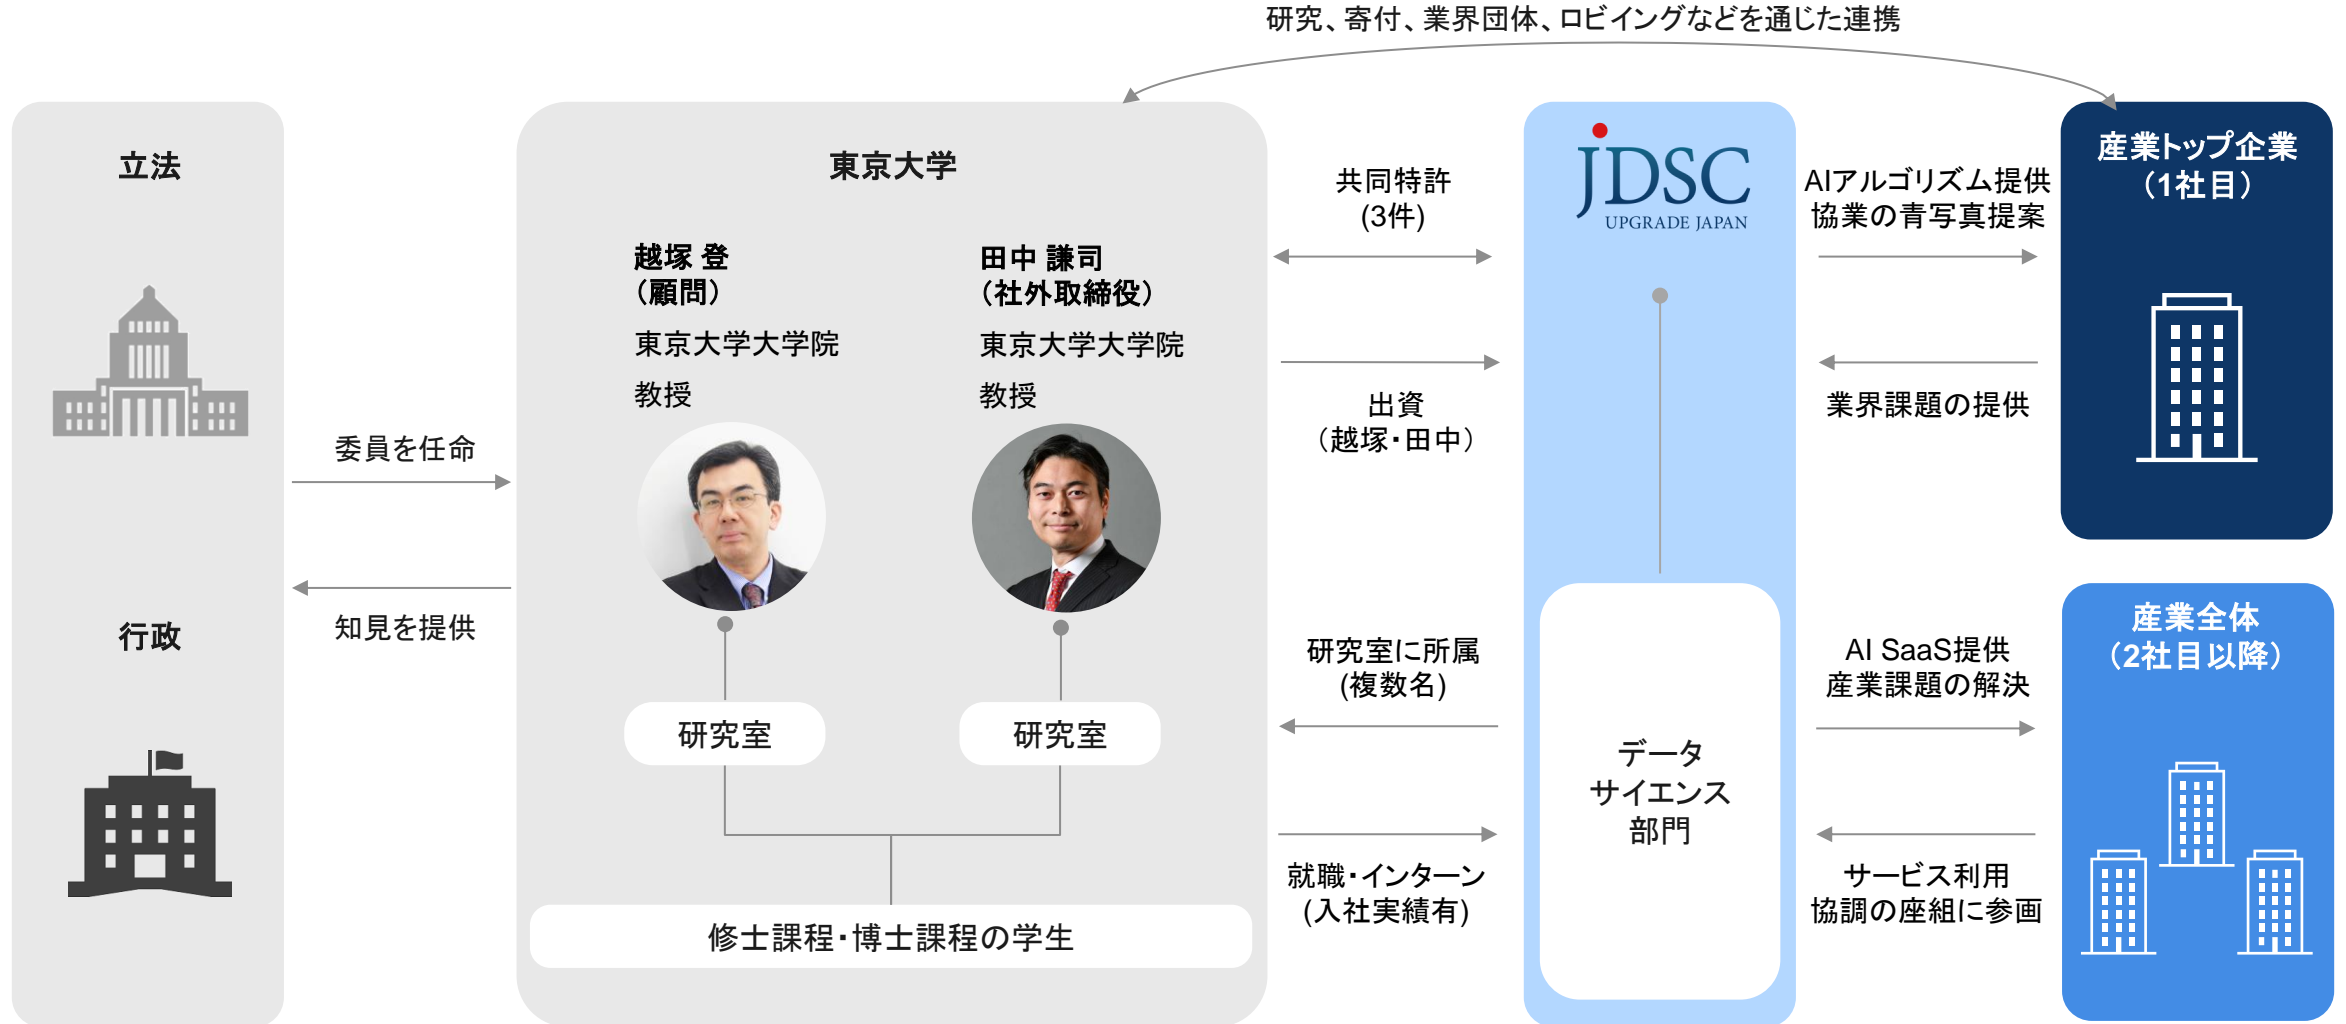 研究、寄付、業界団体、ロビイングなどを通じた連携
立法
行政
委員を任命
知見を提供
東京大学
越塚 登
（顧問）
東京大学大学院
教授
田中 謙司
（社外取締役）
東京大学大学院
教授
研究室
研究室
修士課程・博士課程の学生
共同特許
(3件)
出資
（越塚・田中）
研究室に所属
(複数名)
就職・インターン
(入社実績有)
JDSC
UPGRADE JAPAN
データ
サイエンス
部門
AIアルゴリズム提供
協業の青写真提案
業界課題の提供
AI SaaS提供
産業課題の解決
サービス利用
協調の座組に参画
産業トップ企業
（1社目）
産業全体
（2社目以降）